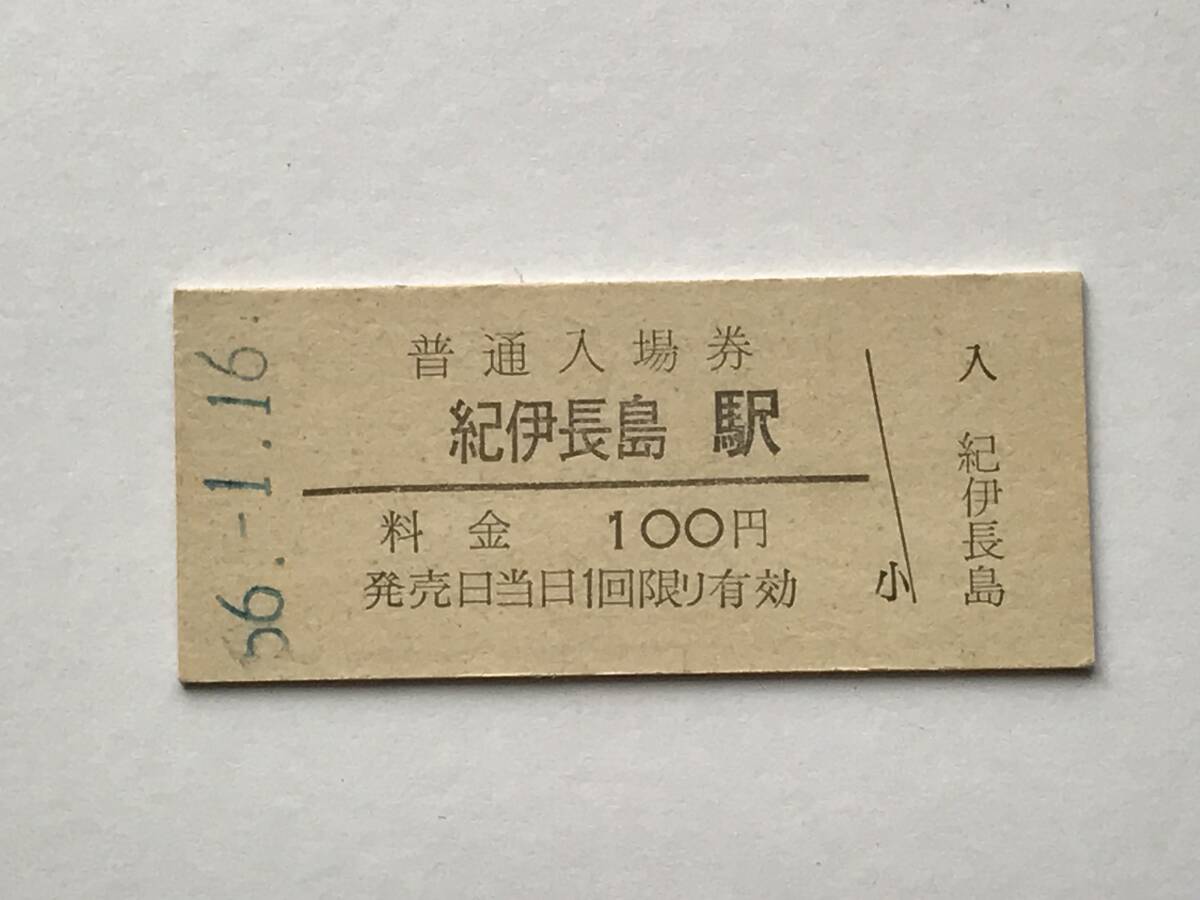 普通入場券
紀伊長島 駅
料金 100円
発売日当日1回限り有効
小
入 紀伊長島
56.-1.16.